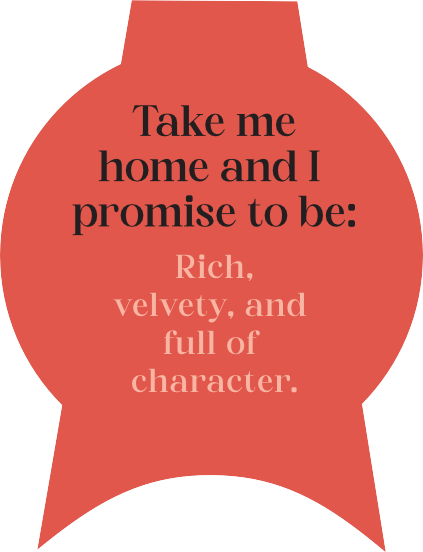 Take me
home and I
promise to be:
Rich,
velvety, and
full of
character.